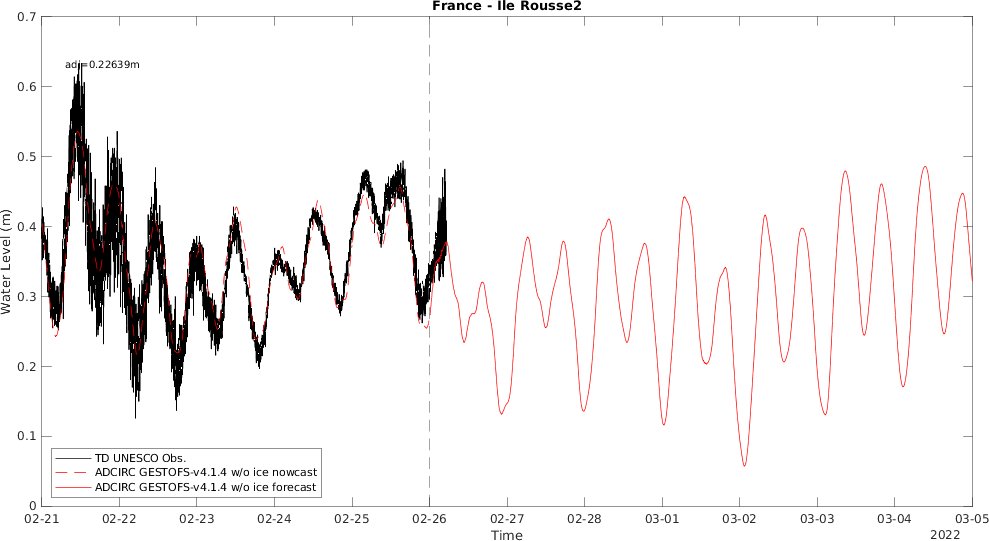 France - Ile Rousse2
0.7
adj=0.22639m
0.6
0.5
0.4
Water Level (m)
0.3
0.2
0.1
TD UNESCO Obs.
ADCIRC GESTOFS-v4.1.4 w/o ice nowcast
ADCIRC GESTOFS-v4.1.4 w/o ice forecast
0
02-21 02-22 02-23 02-24 02-25 02-26 02-27 02-28 03-01 03-02 03-03 03-04 03-05
Time
2022